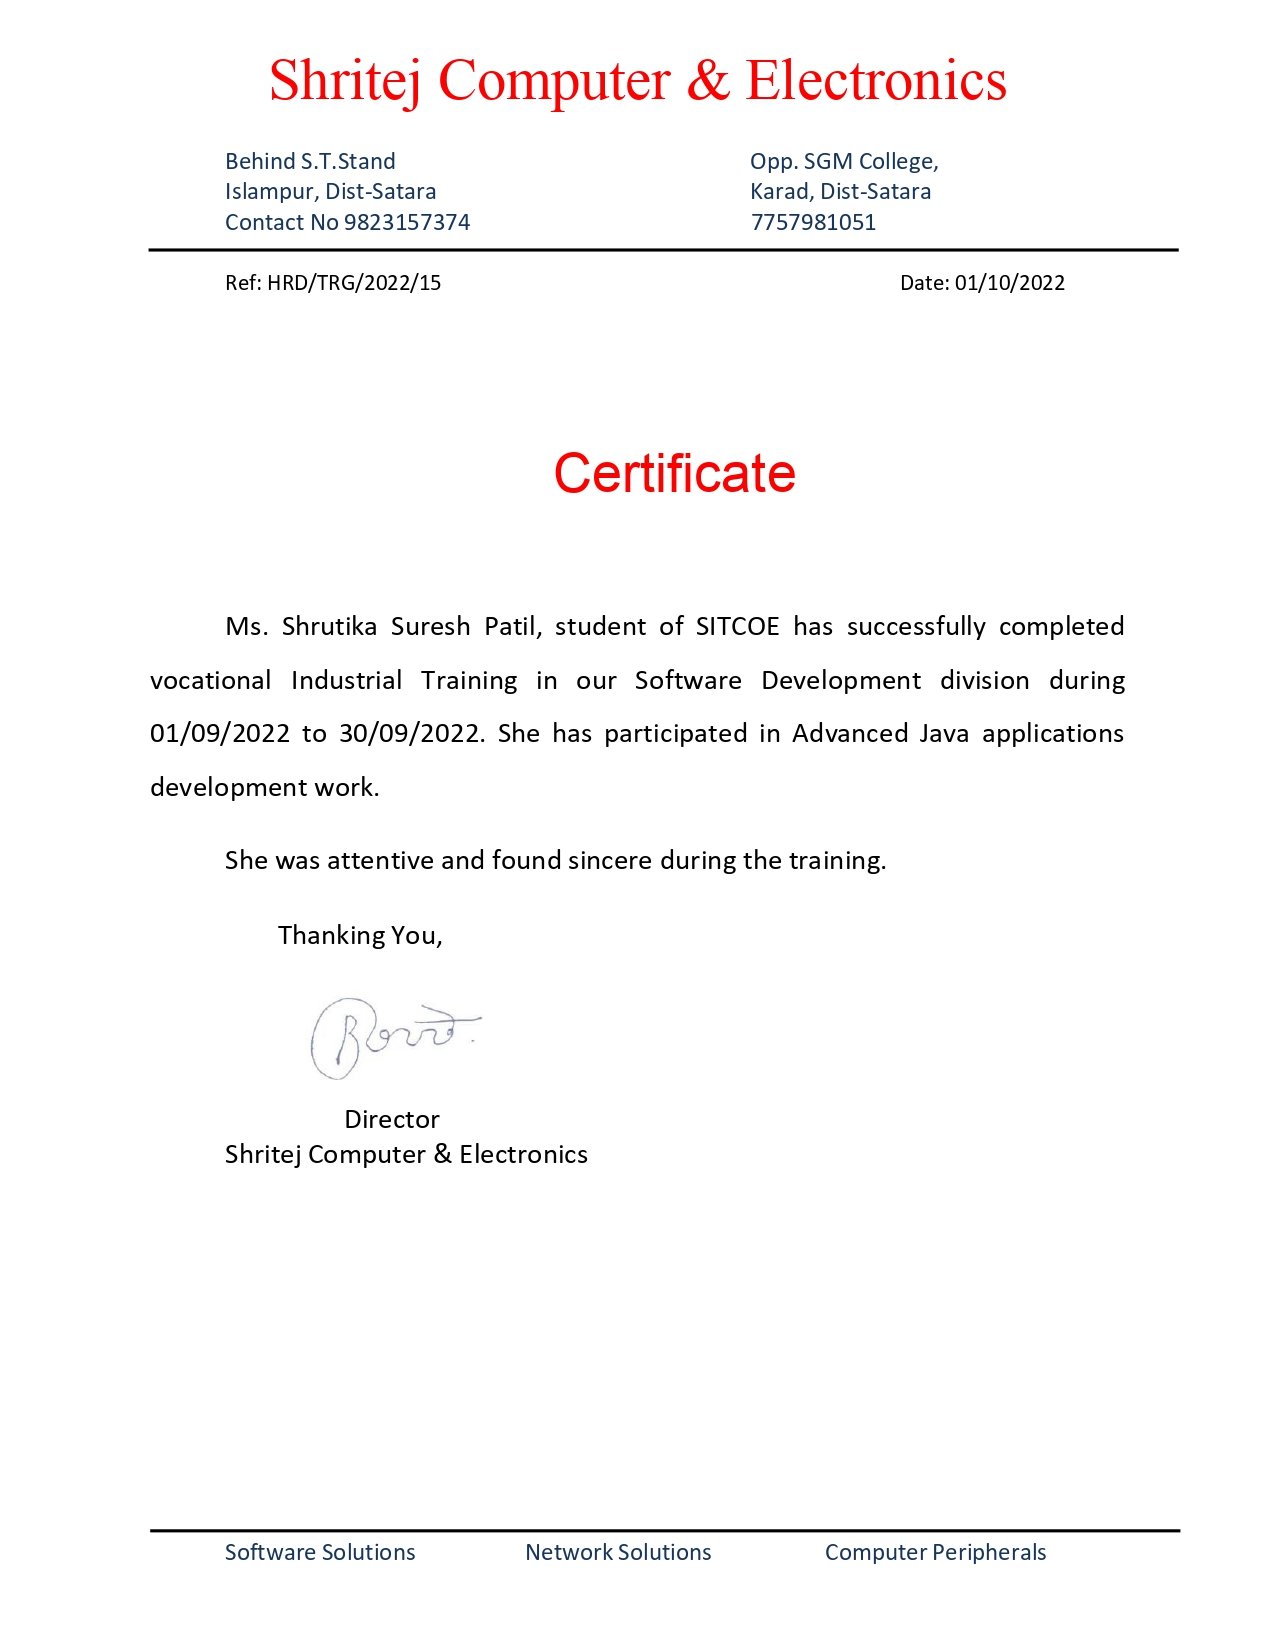 Shritej Computer & Electronics
Behind S.T.Stand Opp. SGM College,
Islampur, Dist-Satara Karad, Dist-Satara
Contact No 9823157374 7757981051
Ref: HRD/TRG/2022/15 Date: 01/10/2022
Certificate
Ms. Shrutika Suresh Patil, student of SITCOE has successfully completed
vocational Industrial Training in our Software Development division during
01/09/2022 to 30/09/2022. She has participated in Advanced Java applications
development work.
She was attentive and found sincere during the training.
Thanking You,
Director
Shritej Computer & Electronics
Software Solutions Network Solutions Computer Peripherals